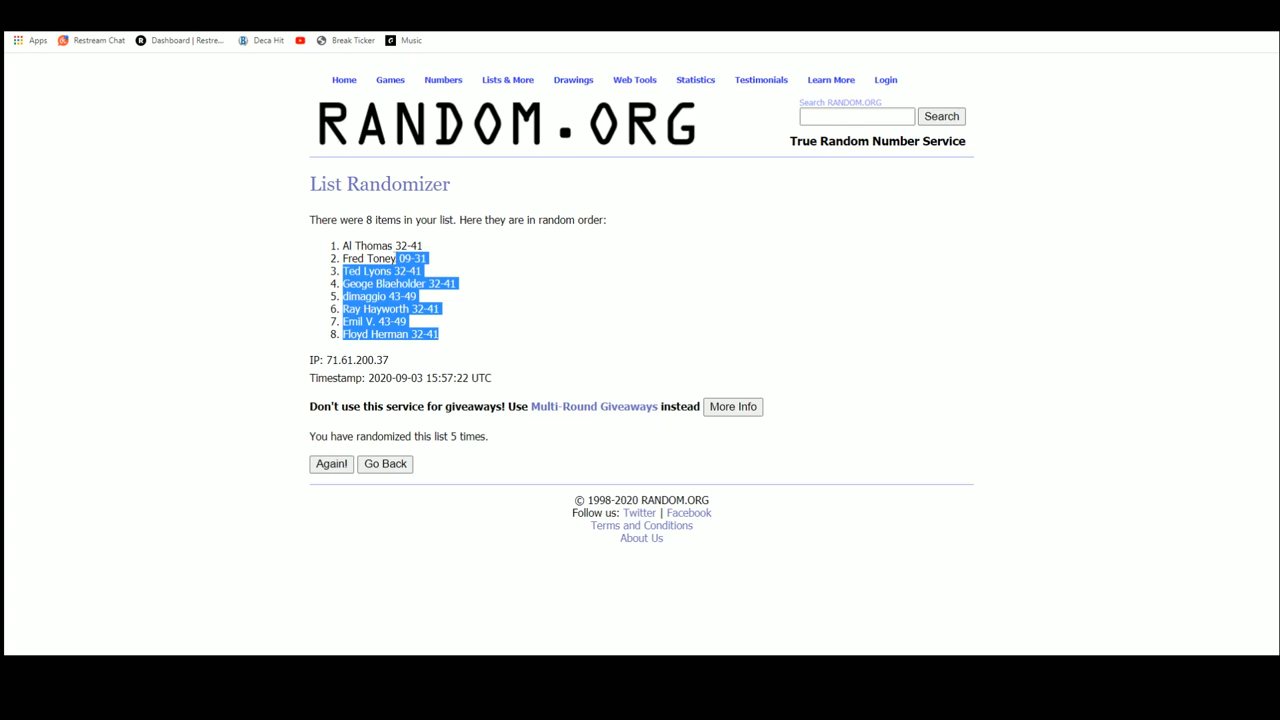 Apps Restream Chat Dashboard | Restre... Deca Hit Break Ticker Music
Home Games Numbers Lists & More Drawings Web Tools Statistics Testimonials Learn More Login
RANDOM.ORG
Search RANDOM.ORG
Search
True Random Number Service
List Randomizer
There were 8 items in your list. Here they are in random order:
1. Al Thomas 32-41
2. Fred Toney 09-31
3. Ted Lyons 32-41
4. Geoge Blaeholder 32-41
5. dimaggio 43-49
6. Ray Hayworth 32-41
7. Emil V. 43-49
8. Floyd Herman 32-41
IP: 71.61.200.37
Timestamp: 2020-09-03 15:57:22 UTC
Don't use this service for giveaways! Use Multi-Round Giveaways instead More Info
You have randomized this list 5 times.
Again! Go Back
© 1998-2020 RANDOM.ORG
Follow us: Twitter | Facebook
Terms and Conditions
About Us